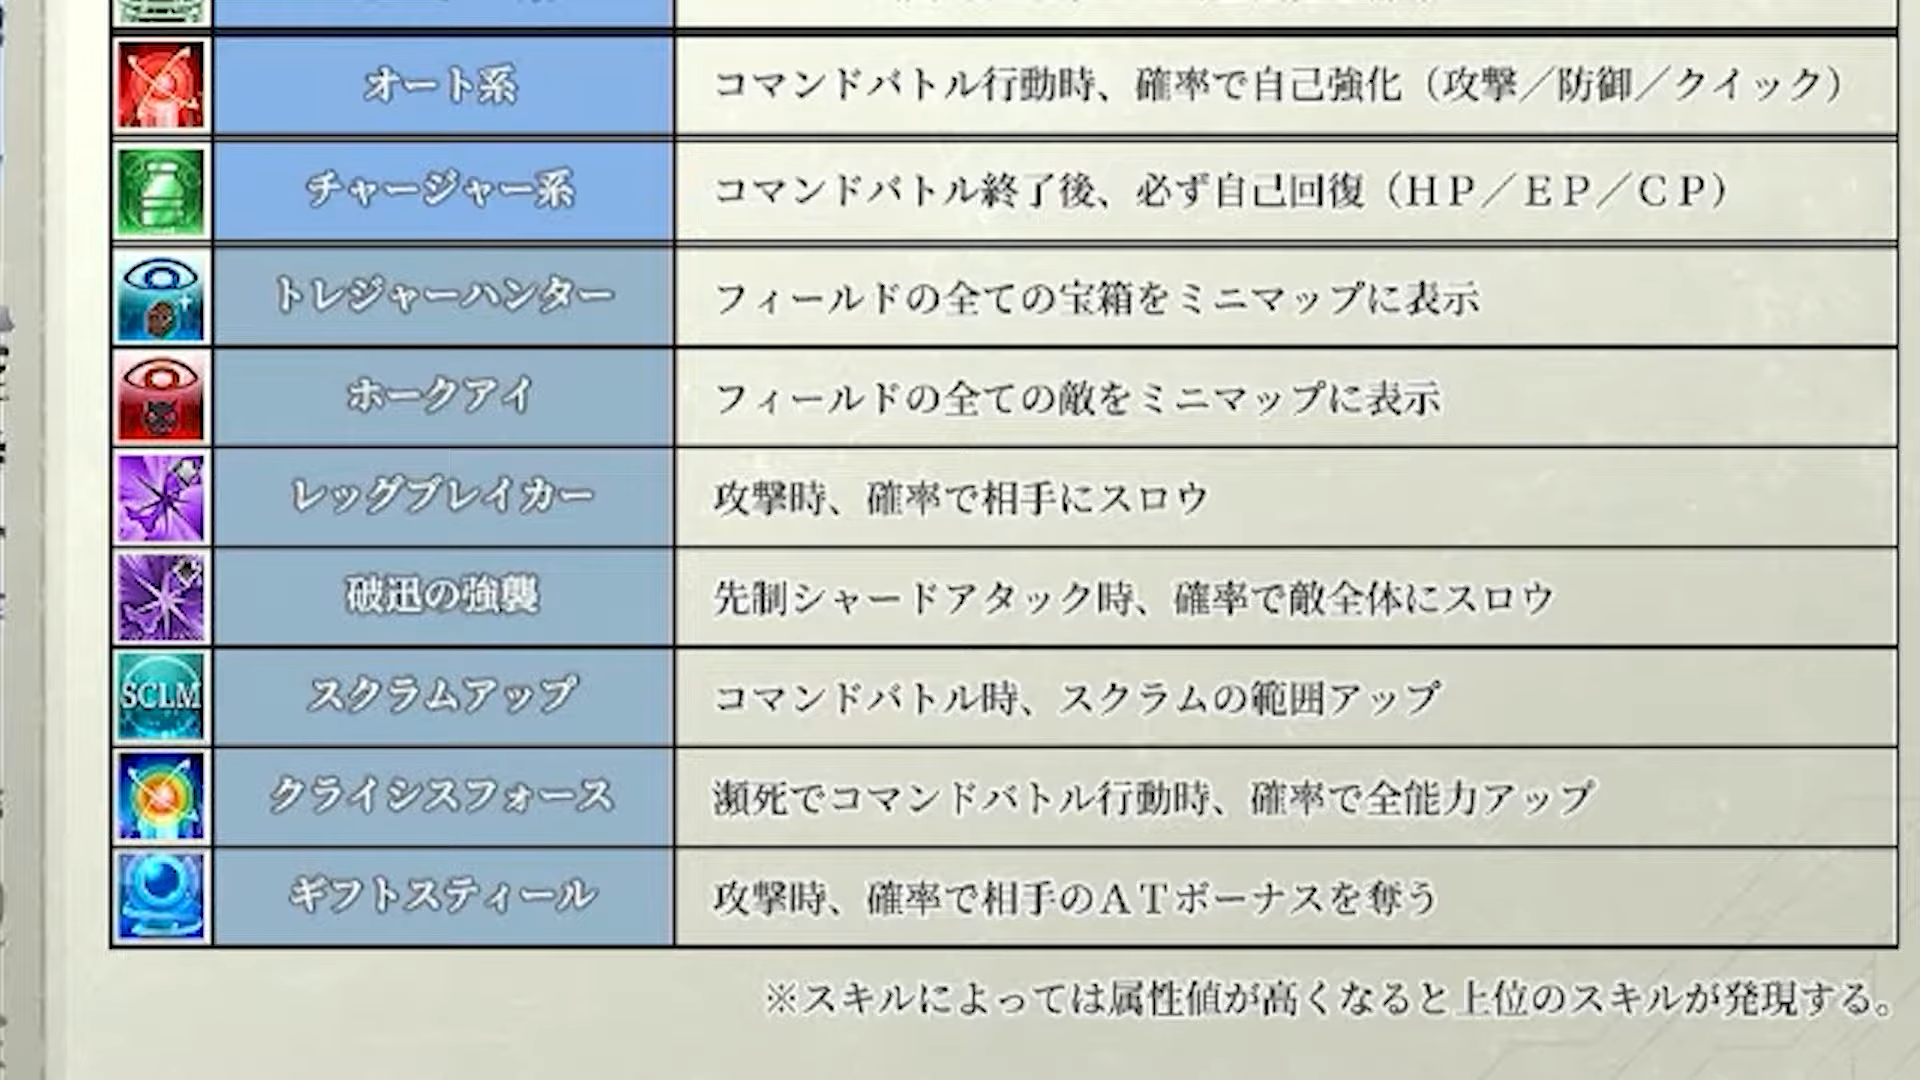 オート系 コマンドバトル行動時、確率で自己強化（攻撃／防御／クイック）
チャージャー系 コマンドバトル終了後、必ず自己回復（ＨＰ／ＥＰ／ＣＰ）
トレジャーハンター フィールドの全ての宝箱をミニマップに表示
ホークアイ フィールドの全ての敵をミニマップに表示
レッグブレイカー 攻撃時、確率で相手にスロウ
破迅の強襲 先制シャードアタック時、確率で敵全体にスロウ
SCLM スクラムアップ コマンドバトル時、スクラムの範囲アップ
クライシスフォース 瀕死でコマンドバトル行動時、確率で全能力アップ
ギフトスティール 攻撃時、確率で相手のＡＴボーナスを奪う
※スキルによっては属性値が高くなると上位のスキルが発現する。